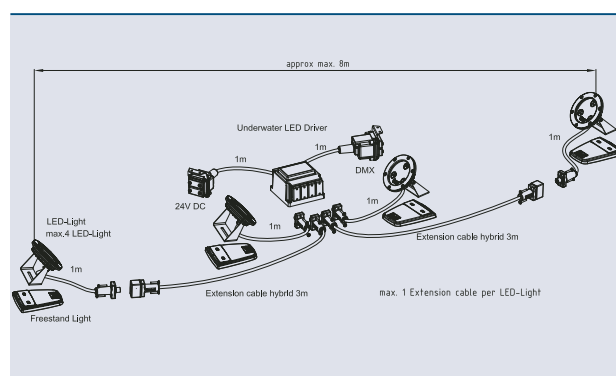 approx max. 8m
Underwater LED Driver
1m
1m
DMX
1m
24V DC
1m
1m
LED-Light
max.4 LED-Light
1m
Extension cable hybrid 3m
Extension cable hybrid 3m
max. 1 Extension cable per LED-Light
Freestand Light